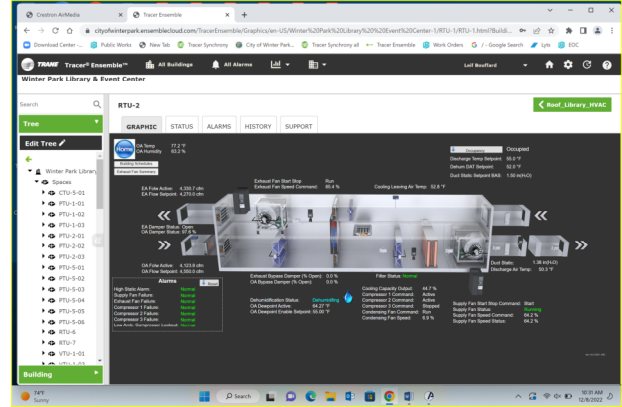 Creation AirMedia
Tracer Ensemble
Tracer Ensemble
cityofwinterpark.ensemblecloud.com/TracerEnsemble/Graphics/en-US/Winter%20Park%20Library%20%20Event%20Center-1/RTU-1/RTU-1.html?Buildi...
Download Center -...
Public Works
New Tab
Tracer Synchrony
City of Winter Park...
Tracer Synchrony all
Tracer Ensemble
Work Orders
G / - Google Search
Lytx
EOC
TRANE Tracer® Ensemble™
All Buildings
All Alarms
Leif Bouffard
Winter Park Library & Event Center
Search
RTU-2
Roof_Library_HVAC
Tree
GRAPHIC STATUS ALARMS HISTORY SUPPORT
Edit Tree
Winter Park Library
Spaces
CTU-5-01
PTU-1-01
PTU-1-02
PTU-1-03
PTU-2-01
PTU-2-02
PTU-2-03
PTU-5-01
PTU-5-02
PTU-5-03
PTU-5-04
PTU-5-05
PTU-5-06
RTU-6
RTU-7
VTU-1-01
Building
Home
OA Temp 77.2 °F
OA Humidity 63.2 %
Building Schedules
Exhaust Fan Summary
Occupancy Occupied
Discharge Temp Setpoint: 55.0 °F
Dehum DAT Setpoint: 52.0 °F
Duct Static Setpoint BAS: 1.50 in(H₂O)
Exhaust Fan Start Stop Run
Exhaust Fan Speed Command: 85.4 %
Cooling Leaving Air Temp: 52.8 °F
EA Folw Active: 4,330.7 cfm
EA Flow Setpoint: 4,270.0 cfm
EA Damper Status: Open
OA Damper Status: 97.6 %
OA Folw Active: 4,123.8 cfm
OA Flow Setpoint: 4,550.0 cfm
Duct Static: 1.38 in(H₂O)
Discharge Air Temp: 53.3 °F
Alarms
Reset
High Static Alarm: Normal
Supply Fan Failure: Normal
Exhaust Fan Failure: Normal
Compressor 1 Failure: Normal
Compressor 2 Failure: Normal
Compressor 3 Failure: Normal
Exhaust Bypass Damper (% Open): 0.0 %
OA Bypass Damper (% Open): 0.0 %
Dehumidification Status: Dehumidifing
OA Dewpoint Active: 64.27 °F
OA Dewpoint Enable Setpoint: 55.00 °F
Filter Status: Normal
Cooling Capacity Output: 44.7 %
Compressor 1 Command: Active
Compressor 2 Command: Active
Compressor 3 Command: Stopped
Condensing Fan Command: Run
Condensing Fan Speed: 6.9 %
Supply Fan Start Stop Command: Start
Supply Fan Status: Running
Supply Fan Speed Command: 64.2 %
Supply Fan Speed Status: 64.2 %
74°F
Sunny
Search
10:31 AM
12/8/2022